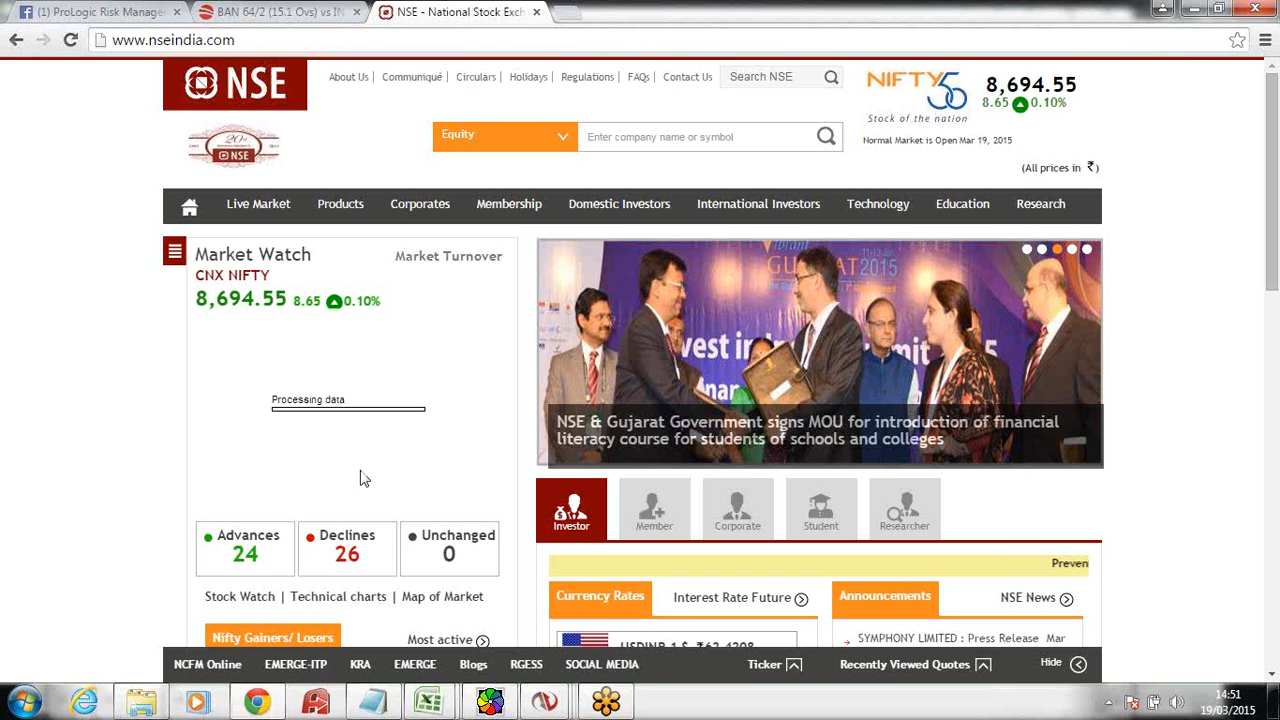 (1) ProLogic Risk Manager
BAN 64/2 (15.1 Ovs) vs IN
NSE - National Stock Exch
www.nseindia.com
NSE
About Us | Communiqué | Circulars | Holidays | Regulations | FAQs | Contact Us
Search NSE
NIFTY 50
Stock of the nation
8,694.55
8.65 0.10%
Normal Market is Open Mar 19, 2015
(All prices in ₹)
20
NSE
Equity
Enter company name or symbol
Live Market Products Corporates Membership Domestic Investors International Investors Technology Education Research
Market Watch
Market Turnover
CNX NIFTY
8,694.55 8.65 0.10%
Processing data
Advances
24
Declines
26
Unchanged
0
Stock Watch | Technical charts | Map of Market
Nifty Gainers/ Losers
Most active
NSE & Gujarat Government signs MOU for introduction of financial
literacy course for students of schools and colleges
Investor
Member
Corporate
Student
Researcher
Preven
Currency Rates
Interest Rate Future
Announcements
NSE News
USDINR 1 $ ₹62.4208
SYMPHONY LIMITED : Press Release Mar
NCFM Online EMERGE-ITP KRA EMERGE Blogs RGESS SOCIAL MEDIA Ticker Recently Viewed Quotes Hide
14:51
19/03/2015